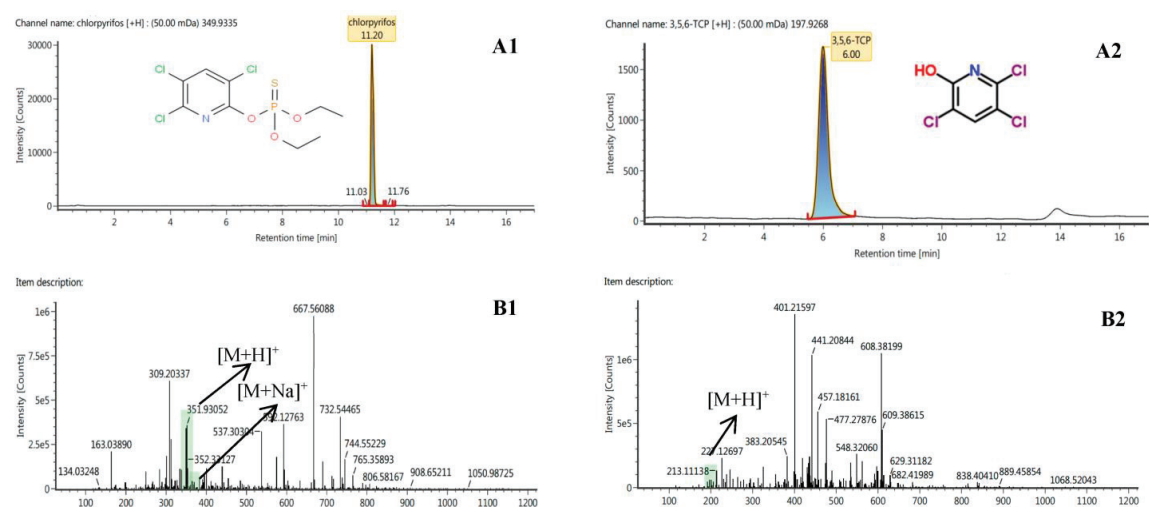 Channel name: chlorpyrifos [+H] : (50.00 mDa) 349.9335
chlorpyrifos
11.20
A1
Intensity [Counts]
30000
20000
10000
0
Cl
Cl
Cl
N
O
P
S
O
O
11.03
11.76
2
4
6
8
10
12
14
16
Retention time [min]
Channel name: 3,5,6-TCP [+H] : (50.00 mDa) 197.9268
3,5,6-TCP
6.00
A2
Intensity [Counts]
1500
1000
500
0
HO
N
Cl
Cl
Cl
2
4
6
8
10
12
14
16
Retention time [min]
Item description:
B1
Intensity [Counts]
1e6
7.5e5
5e5
2.5e5
0
667.56088
[M+H]+
309.20337
[M+Na]+
351.93052
732.54465
537.30304
163.03890
352.33127
744.55229
765.35893
134.03248
806.58167
908.65211
1050.98725
100
200
300
400
500
600
700
800
900
1000
1100
Item description:
B2
Intensity [Counts]
1e6
5e5
0
401.21597
441.20844
608.38199
[M+H]+
457.18161
477.27876
609.38615
383.20545
548.32060
213.11138
629.31182
682.41989
838.40410
889.45854
1068.52043
100
200
300
400
500
600
700
800
900
1000
1100
1200